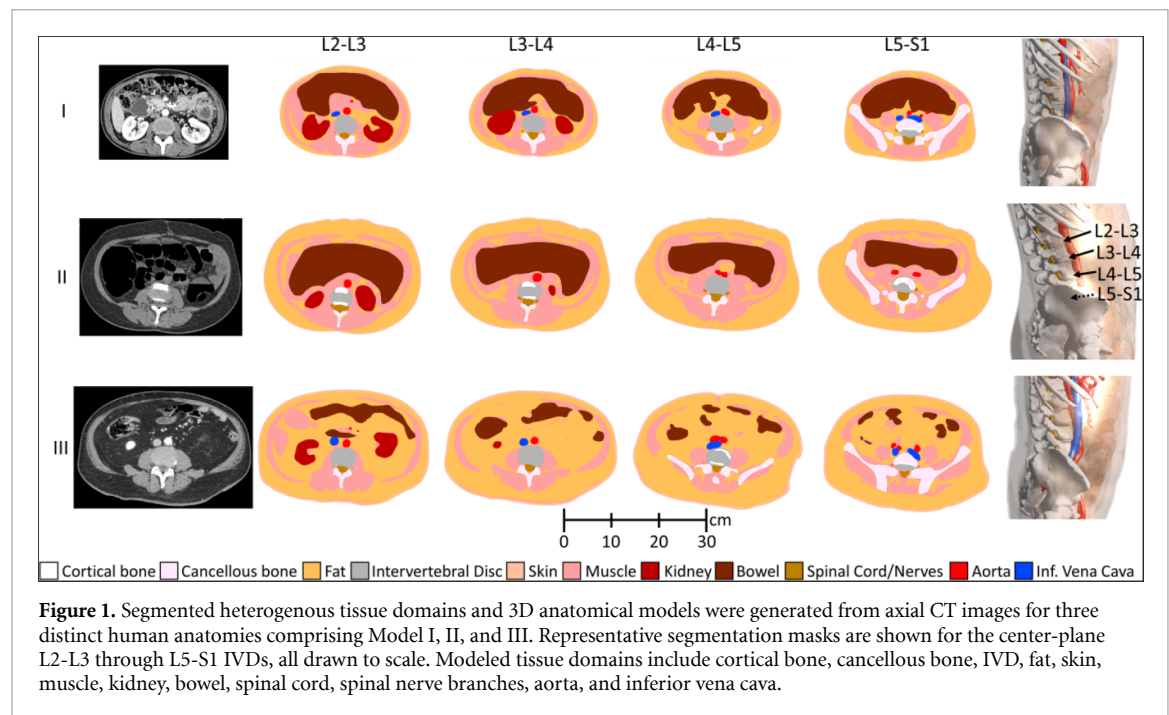 L2-L3 L3-L4 L4-L5 L5-S1
I
II
L2-L3
L3-L4
L4-L5
L5-S1
III
cm
0 10 20 30
Cortical bone Cancellous bone Fat Intervertebral Disc Skin Muscle Kidney Bowel Spinal Cord/Nerves Aorta Inf. Vena Cava
Figure 1. Segmented heterogenous tissue domains and 3D anatomical models were generated from axial CT images for three
distinct human anatomies comprising Model I, II, and III. Representative segmentation masks are shown for the center-plane
L2-L3 through L5-S1 IVDs, all drawn to scale. Modeled tissue domains include cortical bone, cancellous bone, IVD, fat, skin,
muscle, kidney, bowel, spinal cord, spinal nerve branches, aorta, and inferior vena cava.